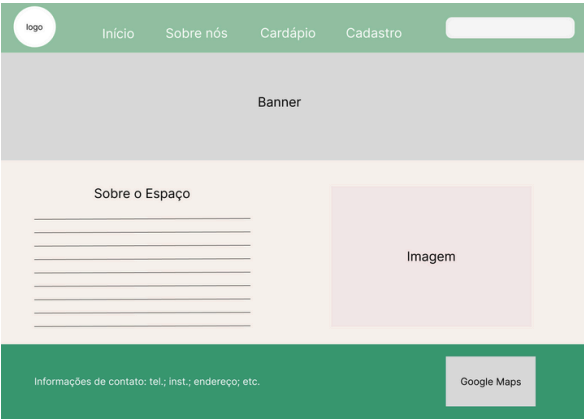 logo
Início
Sobre nós
Cardápio
Cadastro
Banner
Sobre o Espaço
Imagem
Informações de contato: tel.; inst.; endereço; etc.
Google Maps